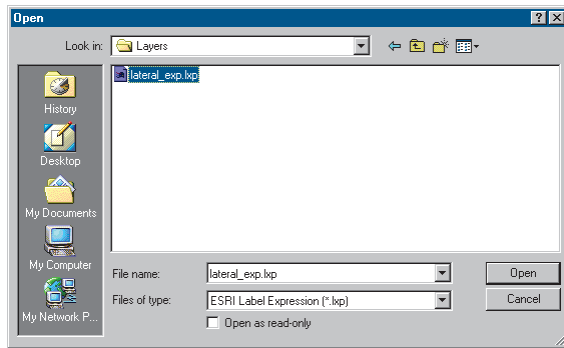 Open
Look in: Layers
lateral_exp.lxp
History
Desktop
My Documents
My Computer
My Network P...
File name: lateral_exp.lxp Open
Files of type: ESRI Label Expression (*.lxp) Cancel
Open as read-only